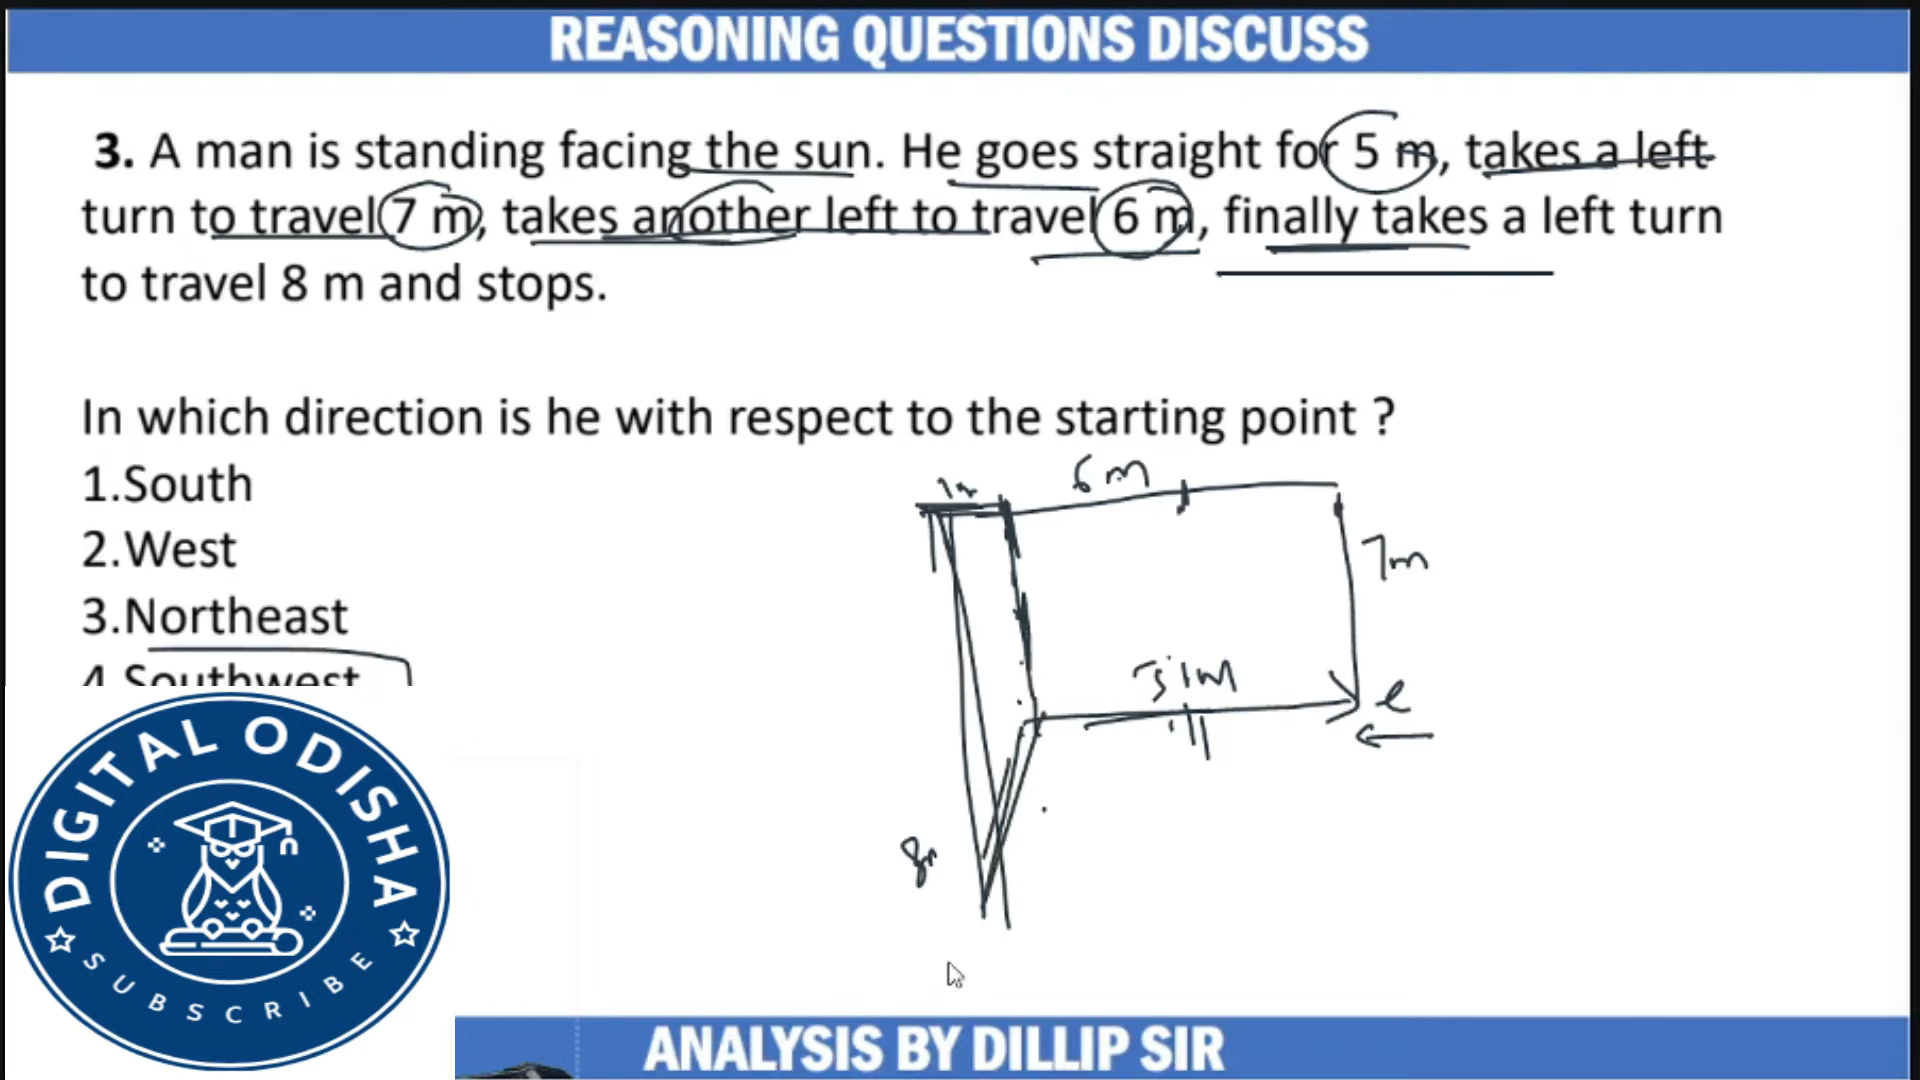 REASONING QUESTIONS DISCUSS
3. A man is standing facing the sun. He goes straight for 5 m, takes a left
turn to travel 7 m, takes another left to travel 6 m, finally takes a left turn
to travel 8 m and stops.
In which direction is he with respect to the starting point ?
1.South
2.West
3.Northeast
4.Southwest
6m
7m
e
DIGITAL ODISHA
SUBSCRIBE
ANALYSIS BY DILLIP SIR